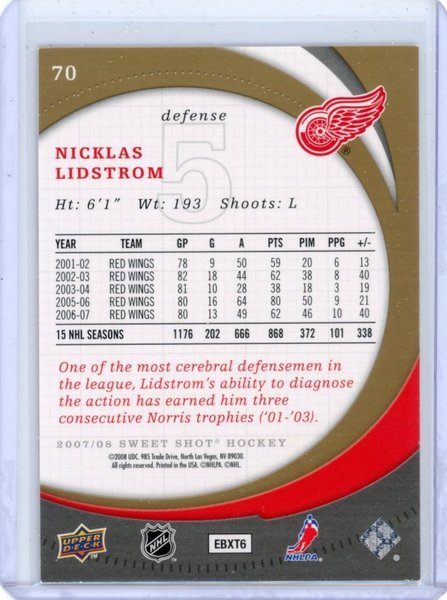 70
defense
5
NICKLAS
LIDSTROM
Ht: 6'1" Wt: 193 Shoots: L
YEAR TEAM GP G A PTS PIM PPG +/-
2001-02 RED WINGS 78 9 50 59 20 6 13
2002-03 RED WINGS 82 18 44 62 38 8 40
2003-04 RED WINGS 81 10 28 38 18 3 19
2005-06 RED WINGS 80 16 64 80 50 9 21
2006-07 RED WINGS 80 13 49 62 46 10 40
15 NHL SEASONS 1176 202 666 868 372 101 338
One of the most cerebral defensemen in
the league, Lidstrom's ability to diagnose
the action has earned him three
consecutive Norris trophies ('01-'03).
2007/08 SWEET SHOT HOCKEY
©2008 UDC. 985 Trade Drive, North Las Vegas, NV 89030.
All rights reserved. Printed in the USA. ©NHLPA. ©NHL.
UPPER DECK NHL EBXT6 NHLPA